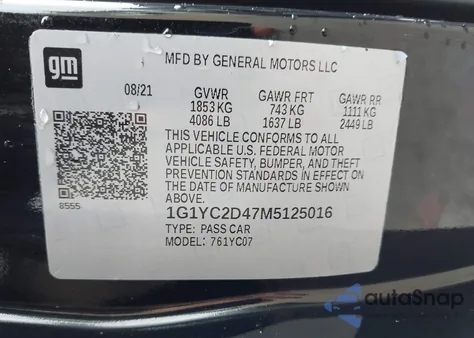 gm
MFD BY GENERAL MOTORS LLC
08/21 GVWR GAWR FRT GAWR RR
1853 KG 743 KG 1111 KG
4086 LB 1637 LB 2449 LB
THIS VEHICLE CONFORMS TO ALL
APPLICABLE U.S. FEDERAL MOTOR
VEHICLE SAFETY, BUMPER, AND THEFT
PREVENTION STANDARDS IN EFFECT ON
THE DATE OF MANUFACTURE SHOWN
ABOVE.
8555
1G1YC2D47M5125016
TYPE: PASS CAR
MODEL: 761YC07
autoSnap